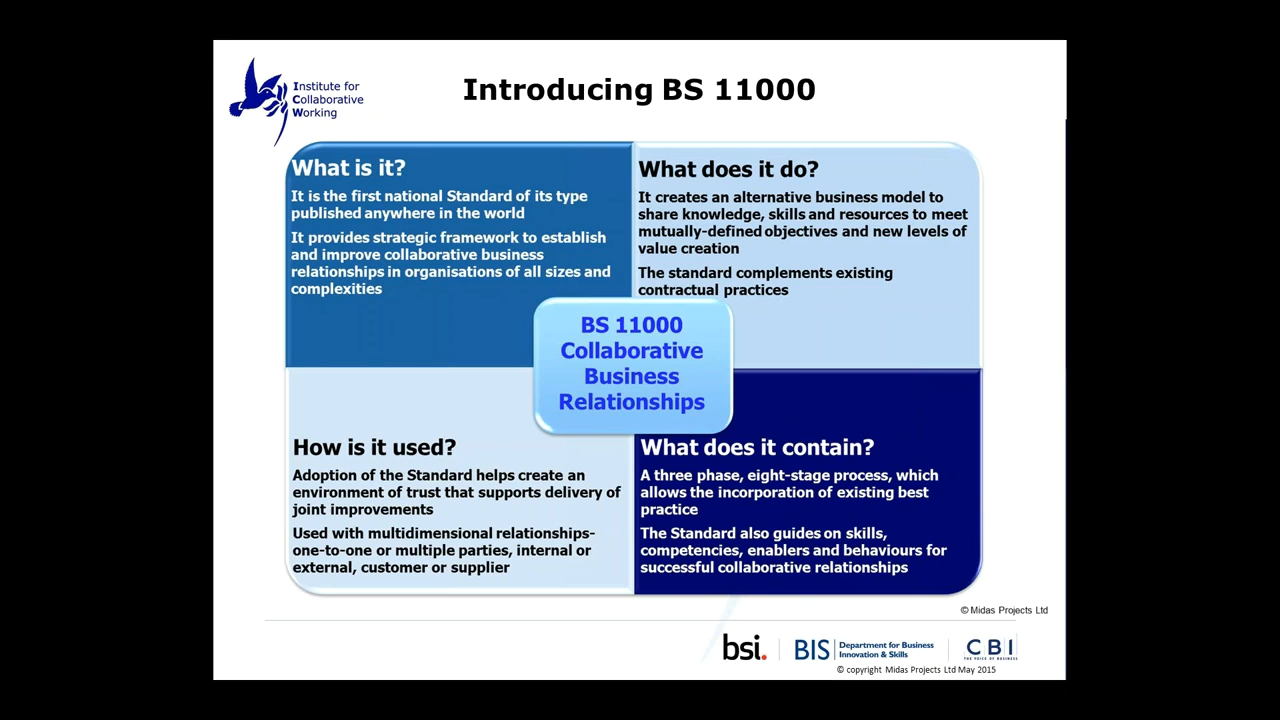 Institute for
Collaborative
Working
Introducing BS 11000
What is it?
It is the first national Standard of its type
published anywhere in the world
It provides strategic framework to establish
and improve collaborative business
relationships in organisations of all sizes and
complexities
What does it do?
It creates an alternative business model to
share knowledge, skills and resources to meet
mutually-defined objectives and new levels of
value creation
The standard complements existing
contractual practices
BS 11000
Collaborative
Business
Relationships
How is it used?
Adoption of the Standard helps create an
environment of trust that supports delivery of
joint improvements
Used with multidimensional relationships-
one-to-one or multiple parties, internal or
external, customer or supplier
What does it contain?
A three phase, eight-stage process, which
allows the incorporation of existing best
practice
The Standard also guides on skills,
competencies, enablers and behaviours for
successful collaborative relationships
© Midas Projects Ltd
bsi.
BIS
Department for Business
Innovation & Skills
CBI
THE VOICE OF BUSINESS
© copyright Midas Projects Ltd May 2015